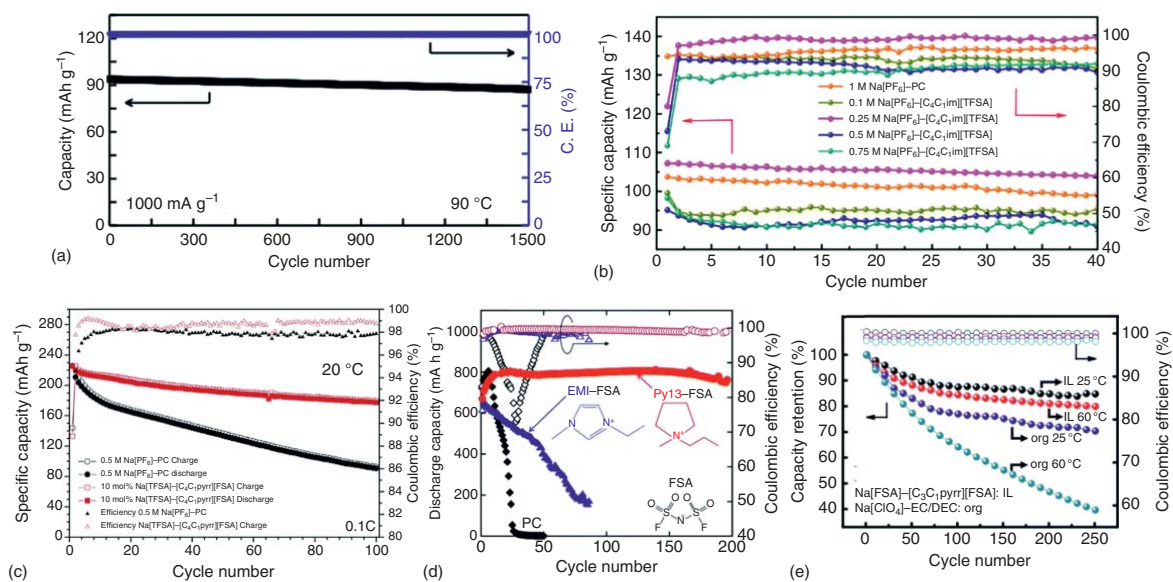 120
90
60
30
0
Capacity (mAh g⁻¹)
1000 mA g⁻¹
90 °C
100
75
50
25
0
C. E. (%)
0 300 600 900 1200 1500
Cycle number
(a)
140
135
130
125
120
115
110
105
100
95
90
Specific capacity (mAh g⁻¹)
1 M Na[PF₆]–PC
0.1 M Na[PF₆]–[C₄C₁im][TFSA]
0.25 M Na[PF₆]–[C₄C₁im][TFSA]
0.5 M Na[PF₆]–[C₄C₁im][TFSA]
0.75 M Na[PF₆]–[C₄C₁im][TFSA]
100
90
80
70
60
50
40
Coulombic efficiency (%)
0 5 10 15 20 25 30 35 40
Cycle number
(b)
280
240
200
160
120
80
40
0
Specific capacity (mAh g⁻¹)
20 °C
0.5 M Na[PF₆]–PC Charge
0.5 M Na[PF₆]–PC discharge
10 mol% Na[TFSA]–[C₄C₁pyrr][FSA] Charge
10 mol% Na[TFSA]–[C₄C₁pyrr][FSA] Discharge
Efficiency 0.5 M Na[PF₆]–PC
Efficiency Na[TFSA]–[C₄C₁pyrr][FSA] Charge
0.1C
100
98
96
94
92
90
88
86
84
82
80
Coulombic efficiency (%)
0 20 40 60 80 100
Cycle number
(c)
1000
800
600
400
200
0
Discharge capacity (mA h g⁻¹)
EMI–FSA
Py13–FSA
N
N⁺
N⁺
FSA
O O O O
S S
F N F
PC
100
90
80
70
60
50
40
Coulombic efficiency (%)
0 50 100 150 200
Cycle number
(d)
100
90
80
70
60
50
40
Capacity retention (%)
IL 25 °C
IL 60 °C
org 25 °C
org 60 °C
Na[FSA]–[C₃C₁pyrr][FSA]: IL
Na[ClO₄]–EC/DEC: org
100
90
80
70
60
Coulombic efficiency (%)
0 25 50 75 100 125 150 200 250
Cycle number
(e)